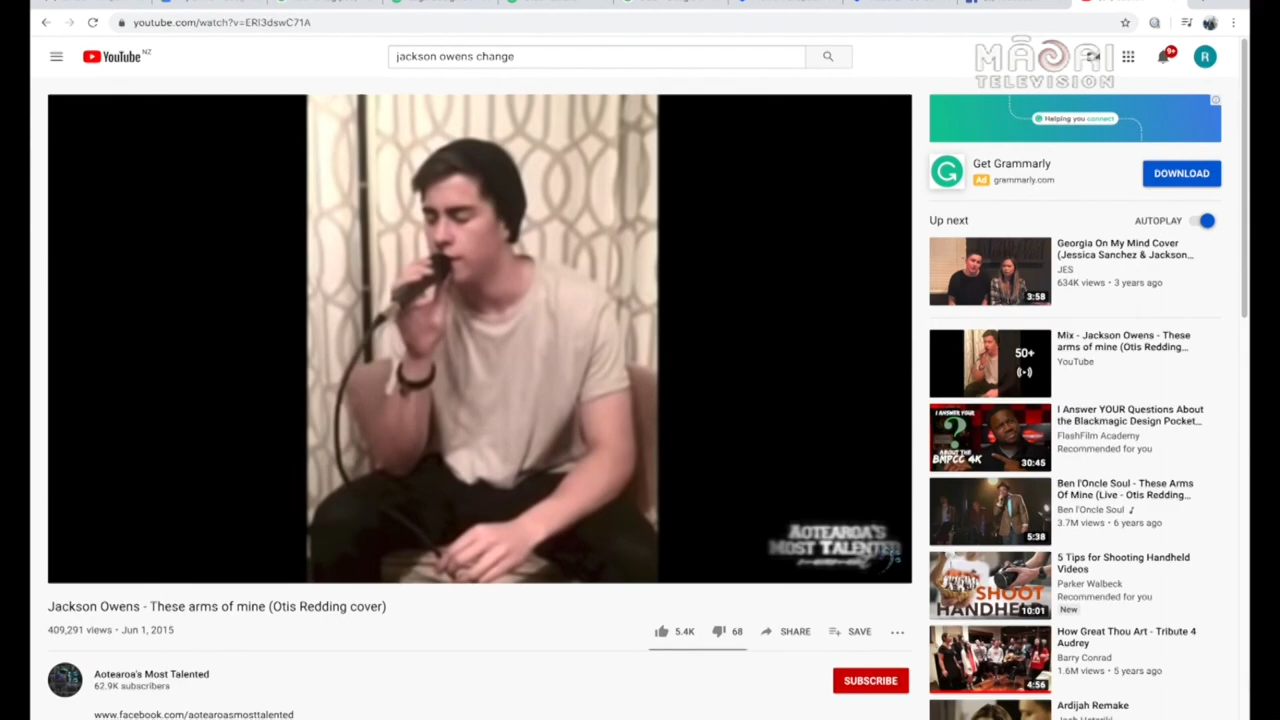 youtube.com/watch?v=ERl3dswC71A
YouTube NZ
jackson owens change
MĀORI
TELEVISION
9+
R
Helping you connect
Get Grammarly
Ad grammarly.com
DOWNLOAD
Up next
AUTOPLAY
Georgia On My Mind Cover
(Jessica Sanchez & Jackson...
JES
634K views • 3 years ago
3:58
Mix - Jackson Owens - These
arms of mine (Otis Redding...
YouTube
50+
I Answer YOUR Questions About
the Blackmagic Design Pocket...
FlashFilm Academy
Recommended for you
I ANSWER YOUR
?
ABOUT THE
BMPCC 4K
30:45
Ben l'Oncle Soul - These Arms
Of Mine (Live - Otis Redding...
Ben l'Oncle Soul ♪
3.7M views • 6 years ago
5:38
5 Tips for Shooting Handheld
Videos
Parker Walbeck
Recommended for you
New
SHOOT
HANDHELD
10:01
How Great Thou Art - Tribute 4
Audrey
Barry Conrad
1.6M views • 5 years ago
4:56
Ardijah Remake
AOTEAROA'S
MOST TALENTED
Jackson Owens - These arms of mine (Otis Redding cover)
409,291 views • Jun 1, 2015
5.4K
68
SHARE
SAVE
Aotearoa's Most Talented
62.9K subscribers
SUBSCRIBE
www.facebook.com/aotearoasmosttalented